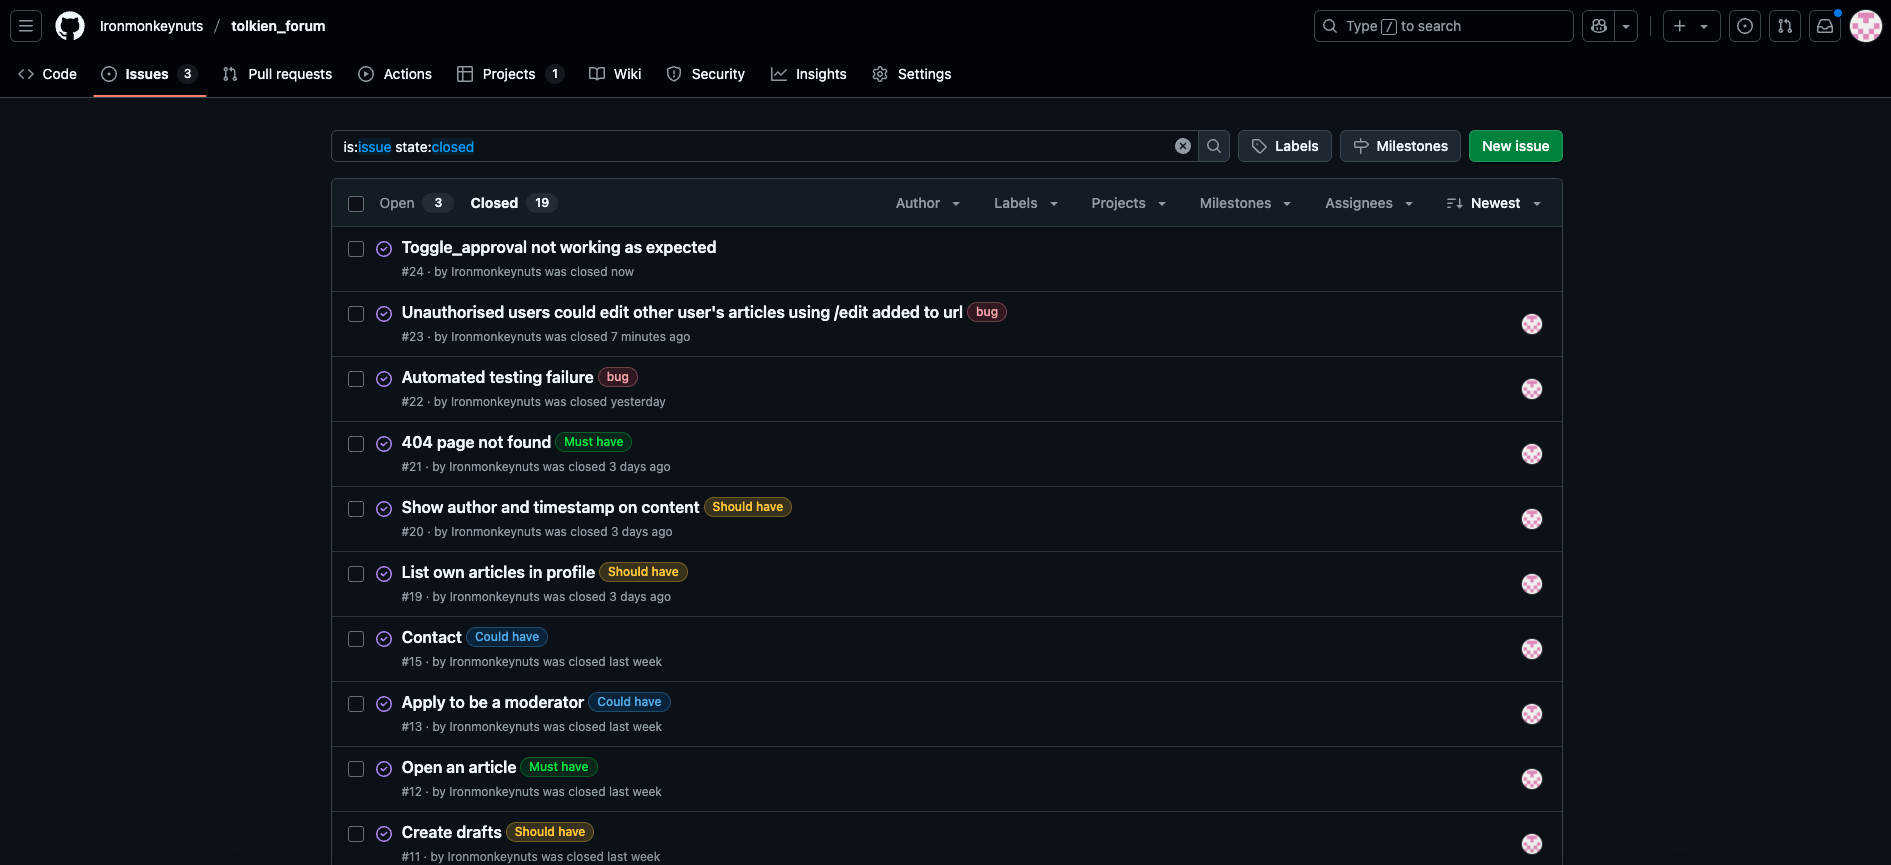 Ironmonkeynuts / tolkien_forum
Type / to search
Code
Issues 3
Pull requests
Actions
Projects 1
Wiki
Security
Insights
Settings
is:issue state:closed
Labels
Milestones
New issue
Open 3
Closed 19
Author
Labels
Projects
Milestones
Assignees
Newest
Toggle_approval not working as expected
#24 · by Ironmonkeynuts was closed now
Unauthorised users could edit other user's articles using /edit added to url bug
#23 · by Ironmonkeynuts was closed 7 minutes ago
Automated testing failure bug
#22 · by Ironmonkeynuts was closed yesterday
404 page not found Must have
#21 · by Ironmonkeynuts was closed 3 days ago
Show author and timestamp on content Should have
#20 · by Ironmonkeynuts was closed 3 days ago
List own articles in profile Should have
#19 · by Ironmonkeynuts was closed 3 days ago
Contact Could have
#15 · by Ironmonkeynuts was closed last week
Apply to be a moderator Could have
#13 · by Ironmonkeynuts was closed last week
Open an article Must have
#12 · by Ironmonkeynuts was closed last week
Create drafts Should have
#11 · by Ironmonkeynuts was closed last week